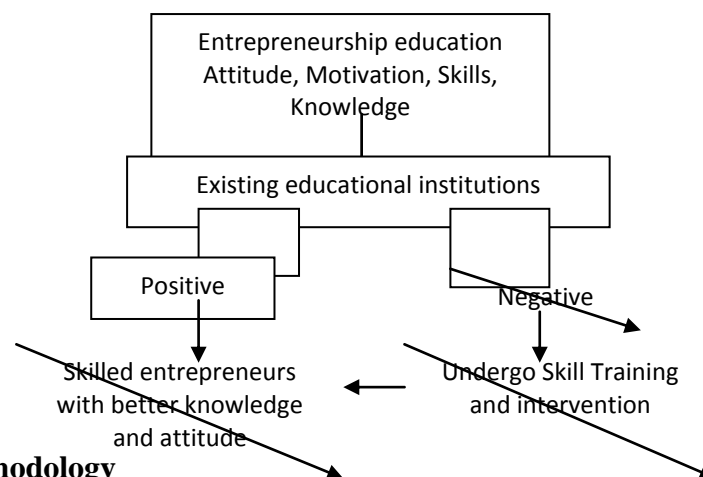 Entrepreneurship education
Attitude, Motivation, Skills,
Knowledge
Existing educational institutions
Positive
Negative
Skilled entrepreneurs
with better knowledge
and attitude
Undergo Skill Training
and intervention
hodology